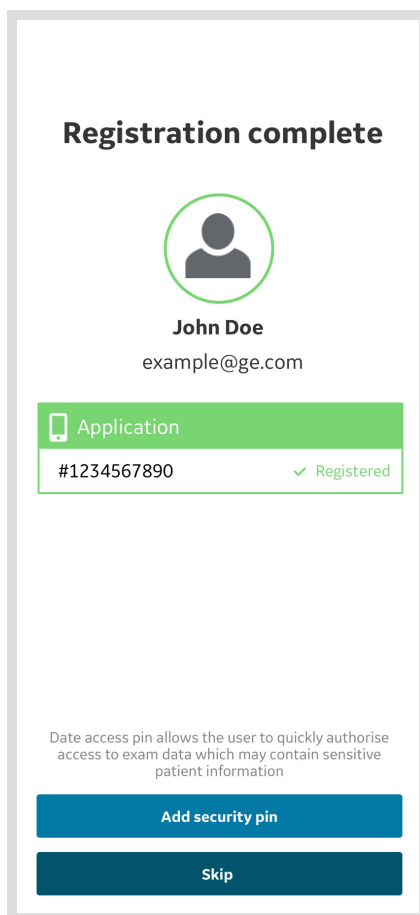 Registration complete
John Doe
example@ge.com
Application
#1234567890 Registered
Date access pin allows the user to quickly authorise
access to exam data which may contain sensitive
patient information
Add security pin
Skip